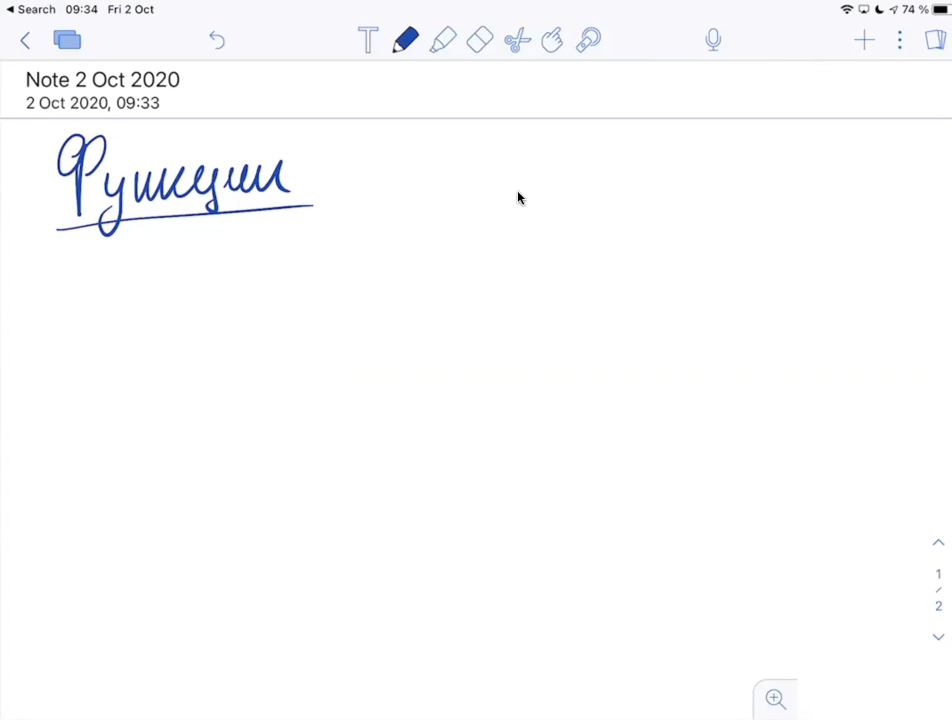 Search 09:34 Fri 2 Oct 74 %
T
Note 2 Oct 2020
2 Oct 2020, 09:33
Функции
1
/
2